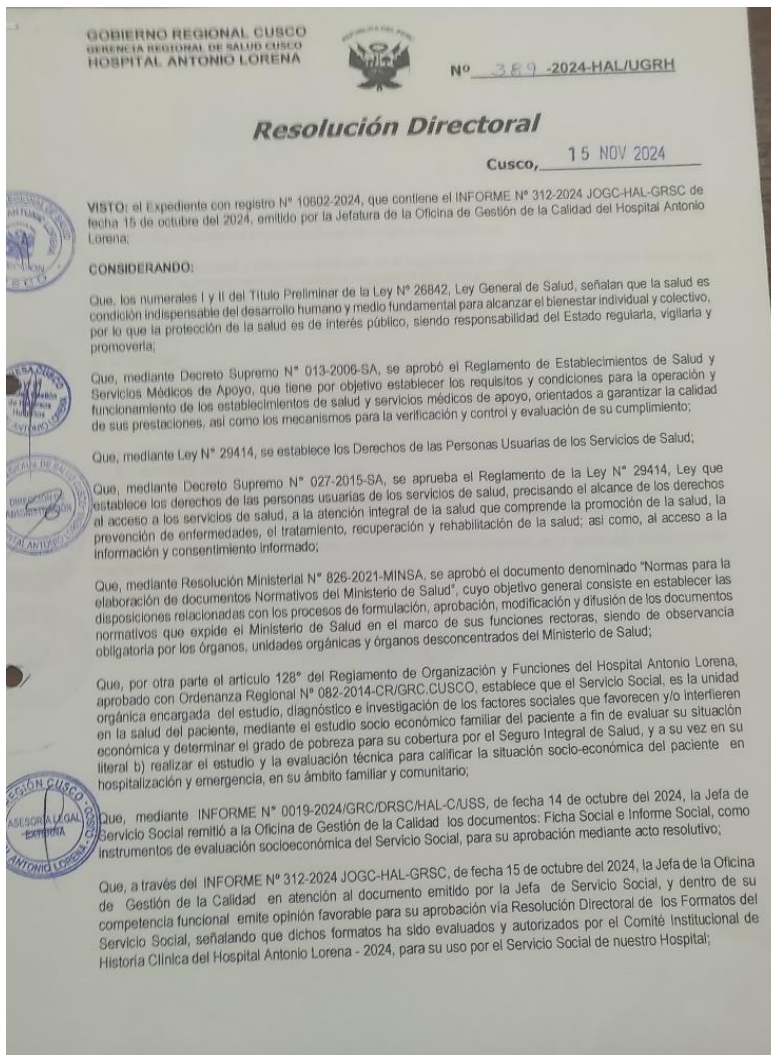 GOBIERNO REGIONAL CUSCO
GERENCIA REGIONAL DE SALUD CUSCO
HOSPITAL ANTONIO LORENA
REPUBLICA DEL PERU
Nº 389 -2024-HAL/UGRH
Resolución Directoral
Cusco, 15 NOV 2024
VISTO: el Expediente con registro N° 10602-2024, que contiene el INFORME N° 312-2024 JOGC-HAL-GRSC de
fecha 15 de octubre del 2024, emitido por la Jefatura de la Oficina de Gestión de la Calidad del Hospital Antonio
Lorena;
CONSIDERANDO:
Que, los numerales I y II del Título Preliminar de la Ley N° 26842, Ley General de Salud, señalan que la salud es
condición indispensable del desarrollo humano y medio fundamental para alcanzar el bienestar individual y colectivo,
por lo que la protección de la salud es de interés público, siendo responsabilidad del Estado regularla, vigilarla y
promoverla;
Que, mediante Decreto Supremo N° 013-2006-SA, se aprobó el Reglamento de Establecimientos de Salud y
Servicios Médicos de Apoyo, que tiene por objetivo establecer los requisitos y condiciones para la operación y
funcionamiento de los establecimientos de salud y servicios médicos de apoyo, orientados a garantizar la calidad
de sus prestaciones, así como los mecanismos para la verificación y control y evaluación de su cumplimiento;
Que, mediante Ley N° 29414, se establece los Derechos de las Personas Usuarias de los Servicios de Salud;
Que, mediante Decreto Supremo N° 027-2015-SA, se aprueba el Reglamento de la Ley N° 29414, Ley que
establece los derechos de las personas usuarias de los servicios de salud, precisando el alcance de los derechos
al acceso a los servicios de salud, a la atención integral de la salud que comprende la promoción de la salud, la
prevención de enfermedades, el tratamiento, recuperación y rehabilitación de la salud; así como, al acceso a la
información y consentimiento informado;
Que, mediante Resolución Ministerial N° 826-2021-MINSA, se aprobó el documento denominado "Normas para la
elaboración de documentos Normativos del Ministerio de Salud", cuyo objetivo general consiste en establecer las
disposiciones relacionadas con los procesos de formulación, aprobación, modificación y difusión de los documentos
normativos que expide el Ministerio de Salud en el marco de sus funciones rectoras, siendo de observancia
obligatoria por los órganos, unidades orgánicas y órganos desconcentrados del Ministerio de Salud;
Que, por otra parte el articulo 128° del Reglamento de Organización y Funciones del Hospital Antonio Lorena,
aprobado con Ordenanza Regional N° 082-2014-CR/GRC.CUSCO, establece que el Servicio Social, es la unidad
orgánica encargada del estudio, diagnóstico e investigación de los factores sociales que favorecen y/o interfieren
en la salud del paciente, mediante el estudio socio económico familiar del paciente a fin de evaluar su situación
económica y determinar el grado de pobreza para su cobertura por el Seguro Integral de Salud, y a su vez en su
literal b) realizar el estudio y la evaluación técnica para calificar la situación socio-económica del paciente en
hospitalización y emergencia, en su ámbito familiar y comunitario;
REGIÓN CUSCO
ASESORIA LEGAL
EXTERNA
ANTONIO LORENA
Que, mediante INFORME N° 0019-2024/GRC/DRSC/HAL-C/USS, de fecha 14 de octubre del 2024, la Jefa de
Servicio Social remitió a la Oficina de Gestión de la Calidad los documentos: Ficha Social e Informe Social, como
instrumentos de evaluación socioeconómica del Servicio Social, para su aprobación mediante acto resolutivo;
Que, a través del INFORME Nº 312-2024 JOGC-HAL-GRSC, de fecha 15 de octubre del 2024, la Jefa de la Oficina
de Gestión de la Calidad en atención al documento emitido por la Jefa de Servicio Social, y dentro de su
competencia funcional emite opinión favorable para su aprobación vía Resolución Directoral de los Formatos del
Servicio Social, señalando que dichos formatos ha sido evaluados y autorizados por el Comité Institucional de
Historia Clínica del Hospital Antonio Lorena - 2024, para su uso por el Servicio Social de nuestro Hospital;